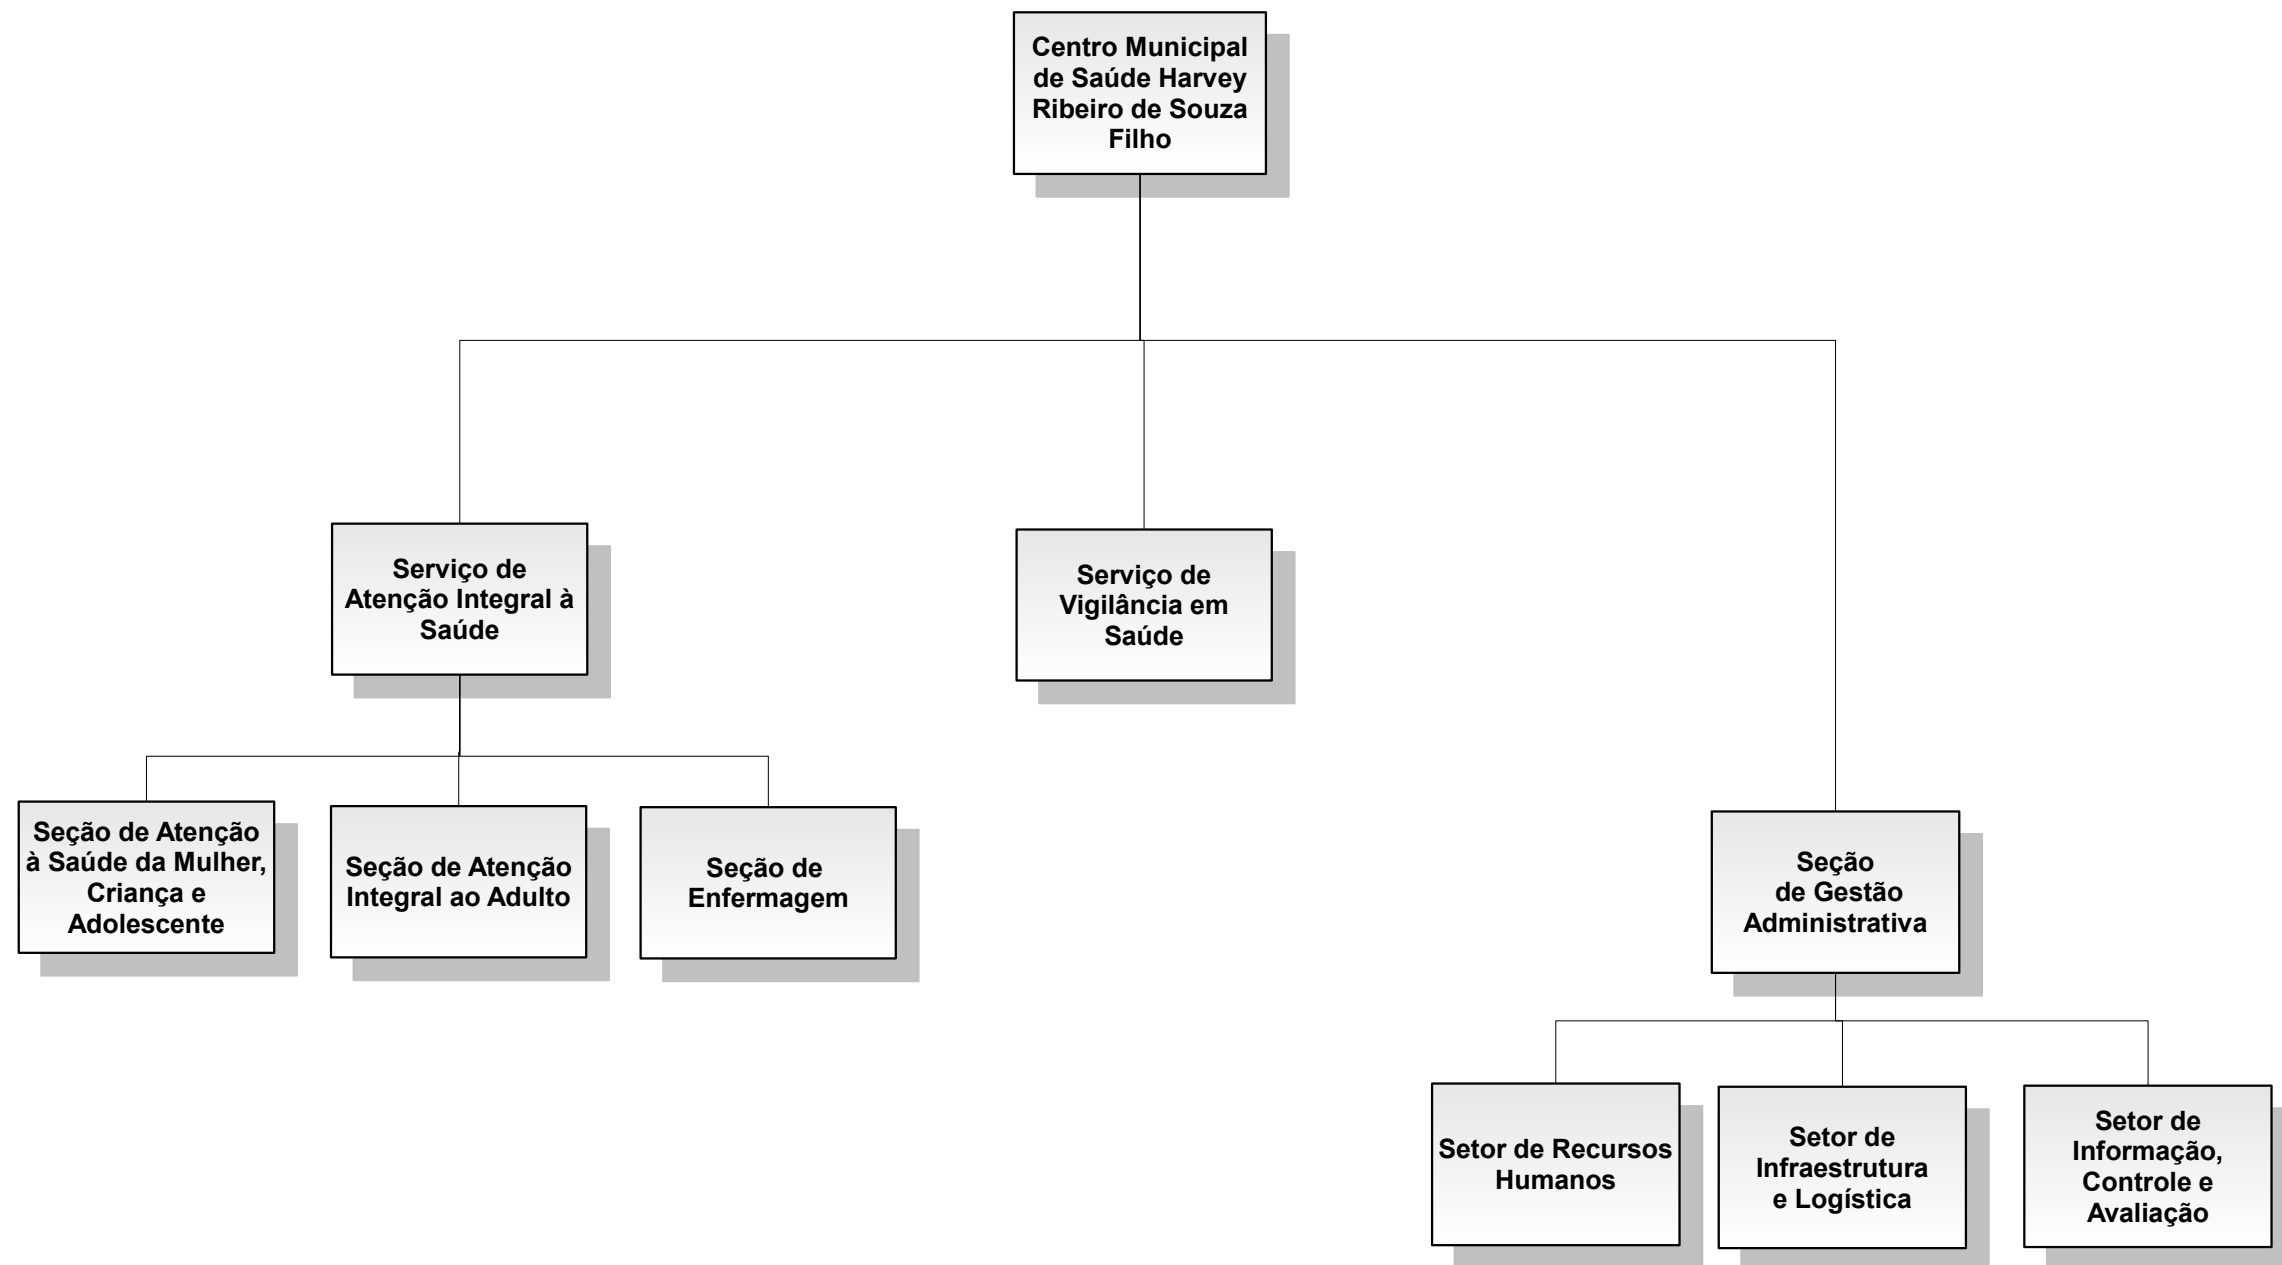 Centro Municipal
de Saúde Harvey
Ribeiro de Souza
Filho
Serviço de
Atenção Integral à
Saúde
Serviço de
Vigilância em
Saúde
Seção de Atenção
à Saúde da Mulher,
Criança e
Adolescente
Seção de Atenção
Integral ao Adulto
Seção de
Enfermagem
Seção
de Gestão
Administrativa
Setor de Recursos
Humanos
Setor de
Infraestrutura
e Logística
Setor de
Informação,
Controle e
Avaliação